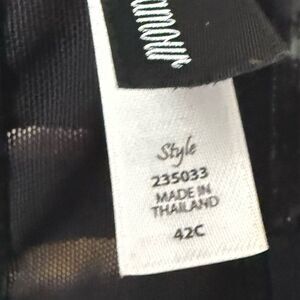 Style
235033
MADE IN
THAILAND
42C